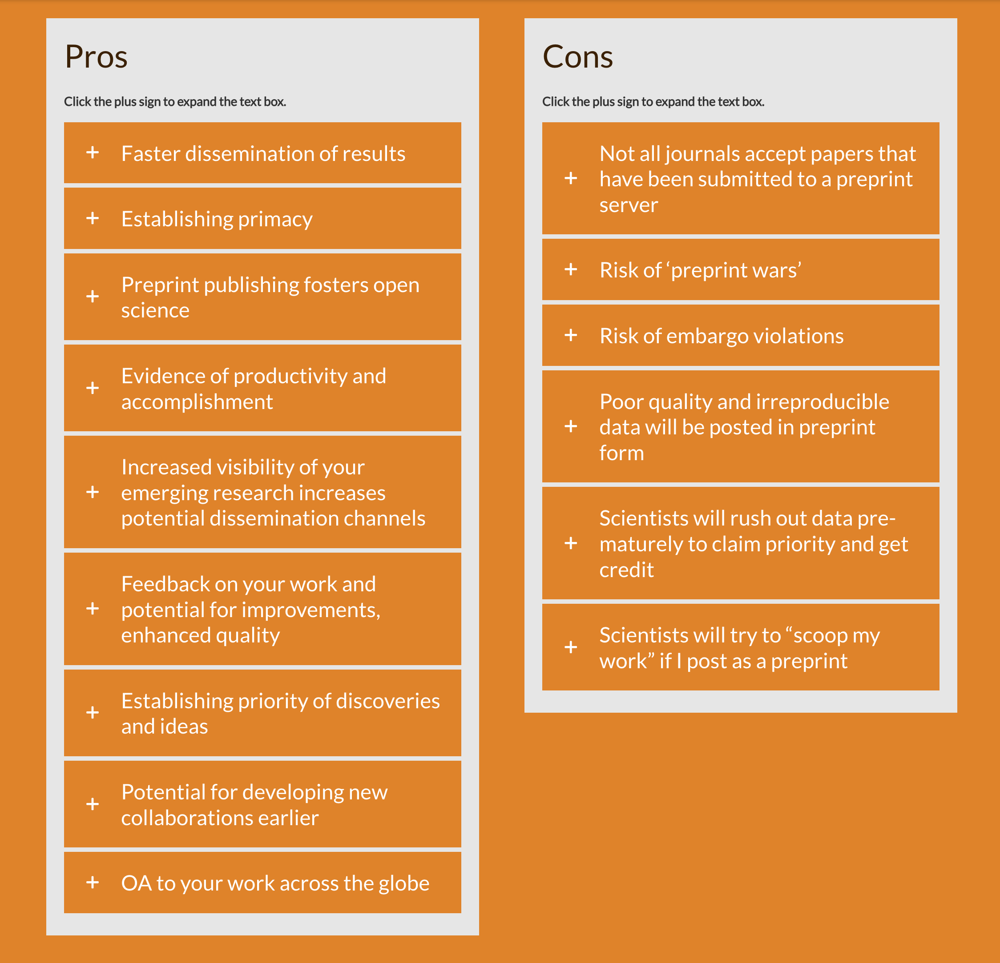 Pros
Click the plus sign to expand the text box.
+ Faster dissemination of results
+ Establishing primacy
+ Preprint publishing fosters open
science
+ Evidence of productivity and
accomplishment
+ Increased visibility of your
emerging research increases
potential dissemination channels
+ Feedback on your work and
potential for improvements,
enhanced quality
+ Establishing priority of discoveries
and ideas
+ Potential for developing new
collaborations earlier
+ OA to your work across the globe
Cons
Click the plus sign to expand the text box.
+ Not all journals accept papers that
have been submitted to a preprint
server
+ Risk of ‘preprint wars’
+ Risk of embargo violations
+ Poor quality and irreproducible
data will be posted in preprint
form
+ Scientists will rush out data pre-
maturely to claim priority and get
credit
+ Scientists will try to “scoop my
work” if I post as a preprint